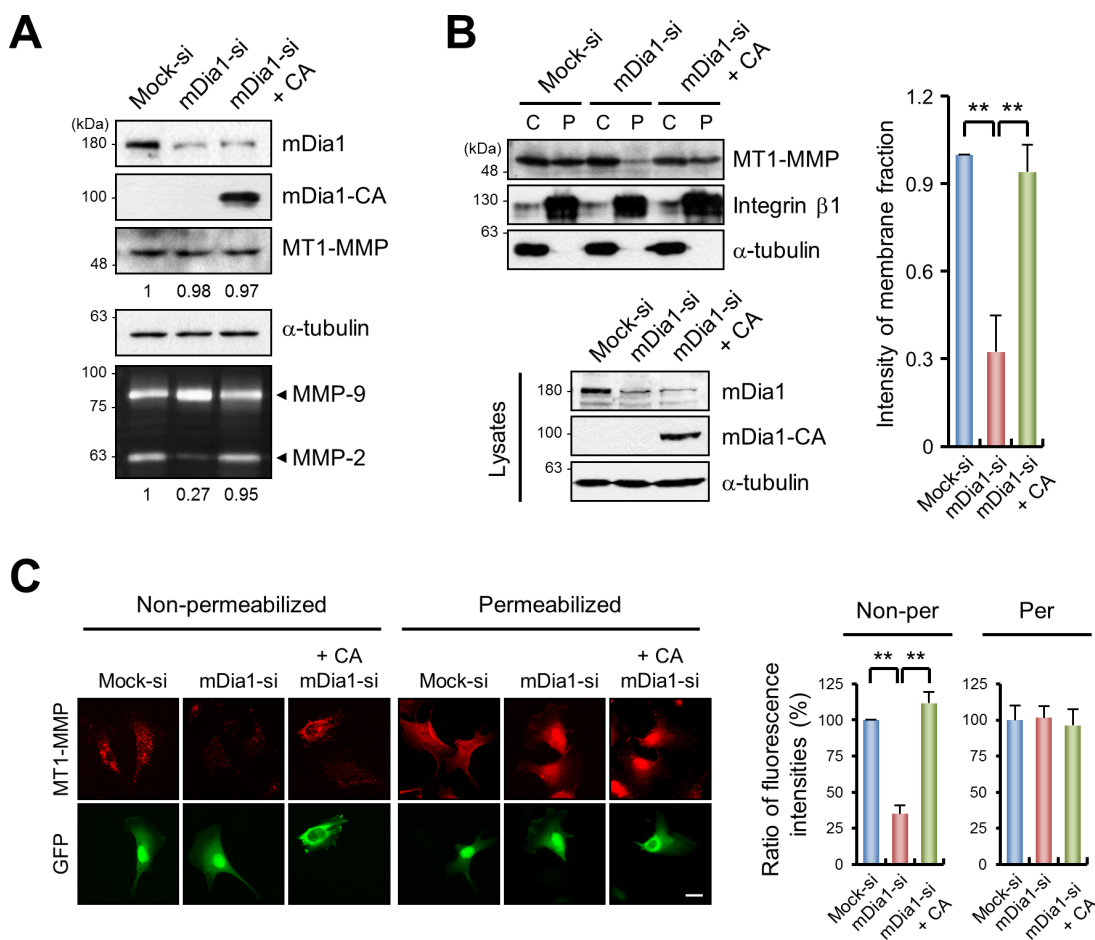 A
Mock-si
mDia1-si
mDia1-si
+ CA
(kDa)
180
mDia1
100
mDia1-CA
48
MT1-MMP
1 0.98 0.97
63
α-tubulin
100
75
MMP-9
63
MMP-2
1 0.27 0.95
B
Mock-si
mDia1-si
mDia1-si
+ CA
C P C P C P
(kDa)
48
MT1-MMP
130
Integrin β1
63
α-tubulin
Mock-si
mDia1-si
mDia1-si
+ CA
Lysates
180
mDia1
100
mDia1-CA
63
α-tubulin
Intensity of membrane fraction
1.2
0.9
0.6
0.3
0
** **
Mock-si
mDia1-si
mDia1-si
+ CA
C
Non-permeabilized Permeabilized
+ CA + CA
Mock-si mDia1-si mDia1-si Mock-si mDia1-si mDia1-si
MT1-MMP
GFP
Ratio of fluorescence
intensities (%)
Non-per
** **
125
100
75
50
25
0
Mock-si
mDia1-si
mDia1-si
+ CA
Per
125
100
75
50
25
0
Mock-si
mDia1-si
mDia1-si
+ CA